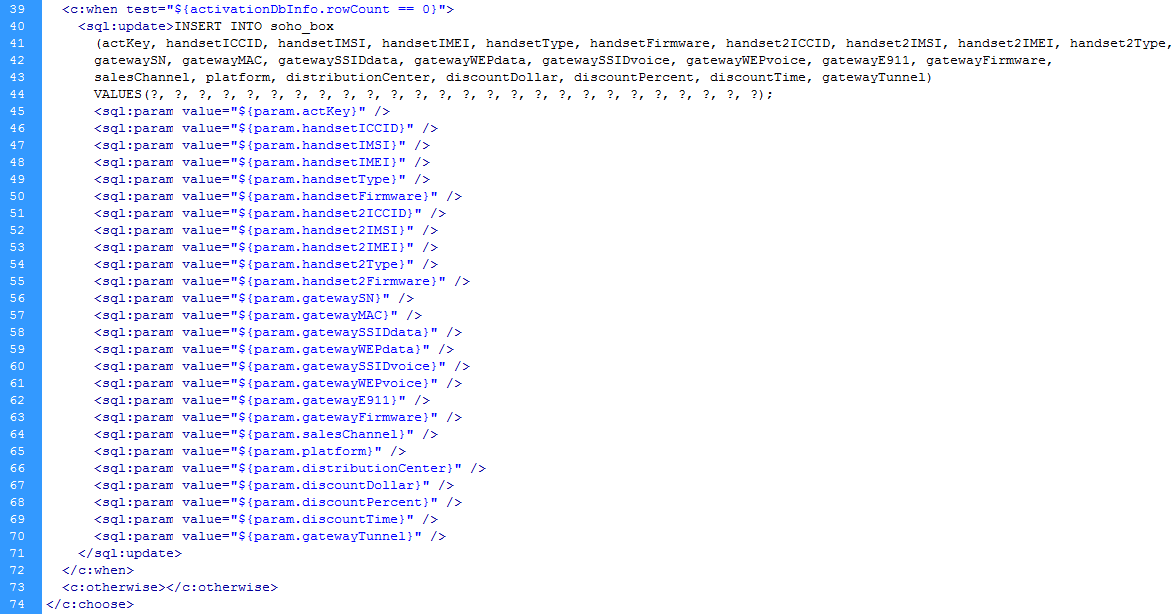 39 <c:when test="${activationDbInfo.rowCount == 0}">
40 <sql:update>INSERT INTO soho_box
41 (actKey, handsetICCID, handsetIMSI, handsetIMEI, handsetType, handsetFirmware, handset2ICCID, handset2IMSI, handset2IMEI, handset2Type,
42 gatewaySN, gatewayMAC, gatewaySSIDdata, gatewayWEPdata, gatewaySSIDvoice, gatewayWEPvoice, gatewayE911, gatewayFirmware,
43 salesChannel, platform, distributionCenter, discountDollar, discountPercent, discountTime, gatewayTunnel)
44 VALUES(?, ?, ?, ?, ?, ?, ?, ?, ?, ?, ?, ?, ?, ?, ?, ?, ?, ?, ?, ?, ?, ?, ?, ?, ?, ?);
45 <sql:param value="${param.actKey}" />
46 <sql:param value="${param.handsetICCID}" />
47 <sql:param value="${param.handsetIMSI}" />
48 <sql:param value="${param.handsetIMEI}" />
49 <sql:param value="${param.handsetType}" />
50 <sql:param value="${param.handsetFirmware}" />
51 <sql:param value="${param.handset2ICCID}" />
52 <sql:param value="${param.handset2IMSI}" />
53 <sql:param value="${param.handset2IMEI}" />
54 <sql:param value="${param.handset2Type}" />
55 <sql:param value="${param.handset2Firmware}" />
56 <sql:param value="${param.gatewaySN}" />
57 <sql:param value="${param.gatewayMAC}" />
58 <sql:param value="${param.gatewaySSIDdata}" />
59 <sql:param value="${param.gatewayWEPdata}" />
60 <sql:param value="${param.gatewaySSIDvoice}" />
61 <sql:param value="${param.gatewayWEPvoice}" />
62 <sql:param value="${param.gatewayE911}" />
63 <sql:param value="${param.gatewayFirmware}" />
64 <sql:param value="${param.salesChannel}" />
65 <sql:param value="${param.platform}" />
66 <sql:param value="${param.distributionCenter}" />
67 <sql:param value="${param.discountDollar}" />
68 <sql:param value="${param.discountPercent}" />
69 <sql:param value="${param.discountTime}" />
70 <sql:param value="${param.gatewayTunnel}" />
71 </sql:update>
72 </c:when>
73 <c:otherwise></c:otherwise>
74 </c:choose>